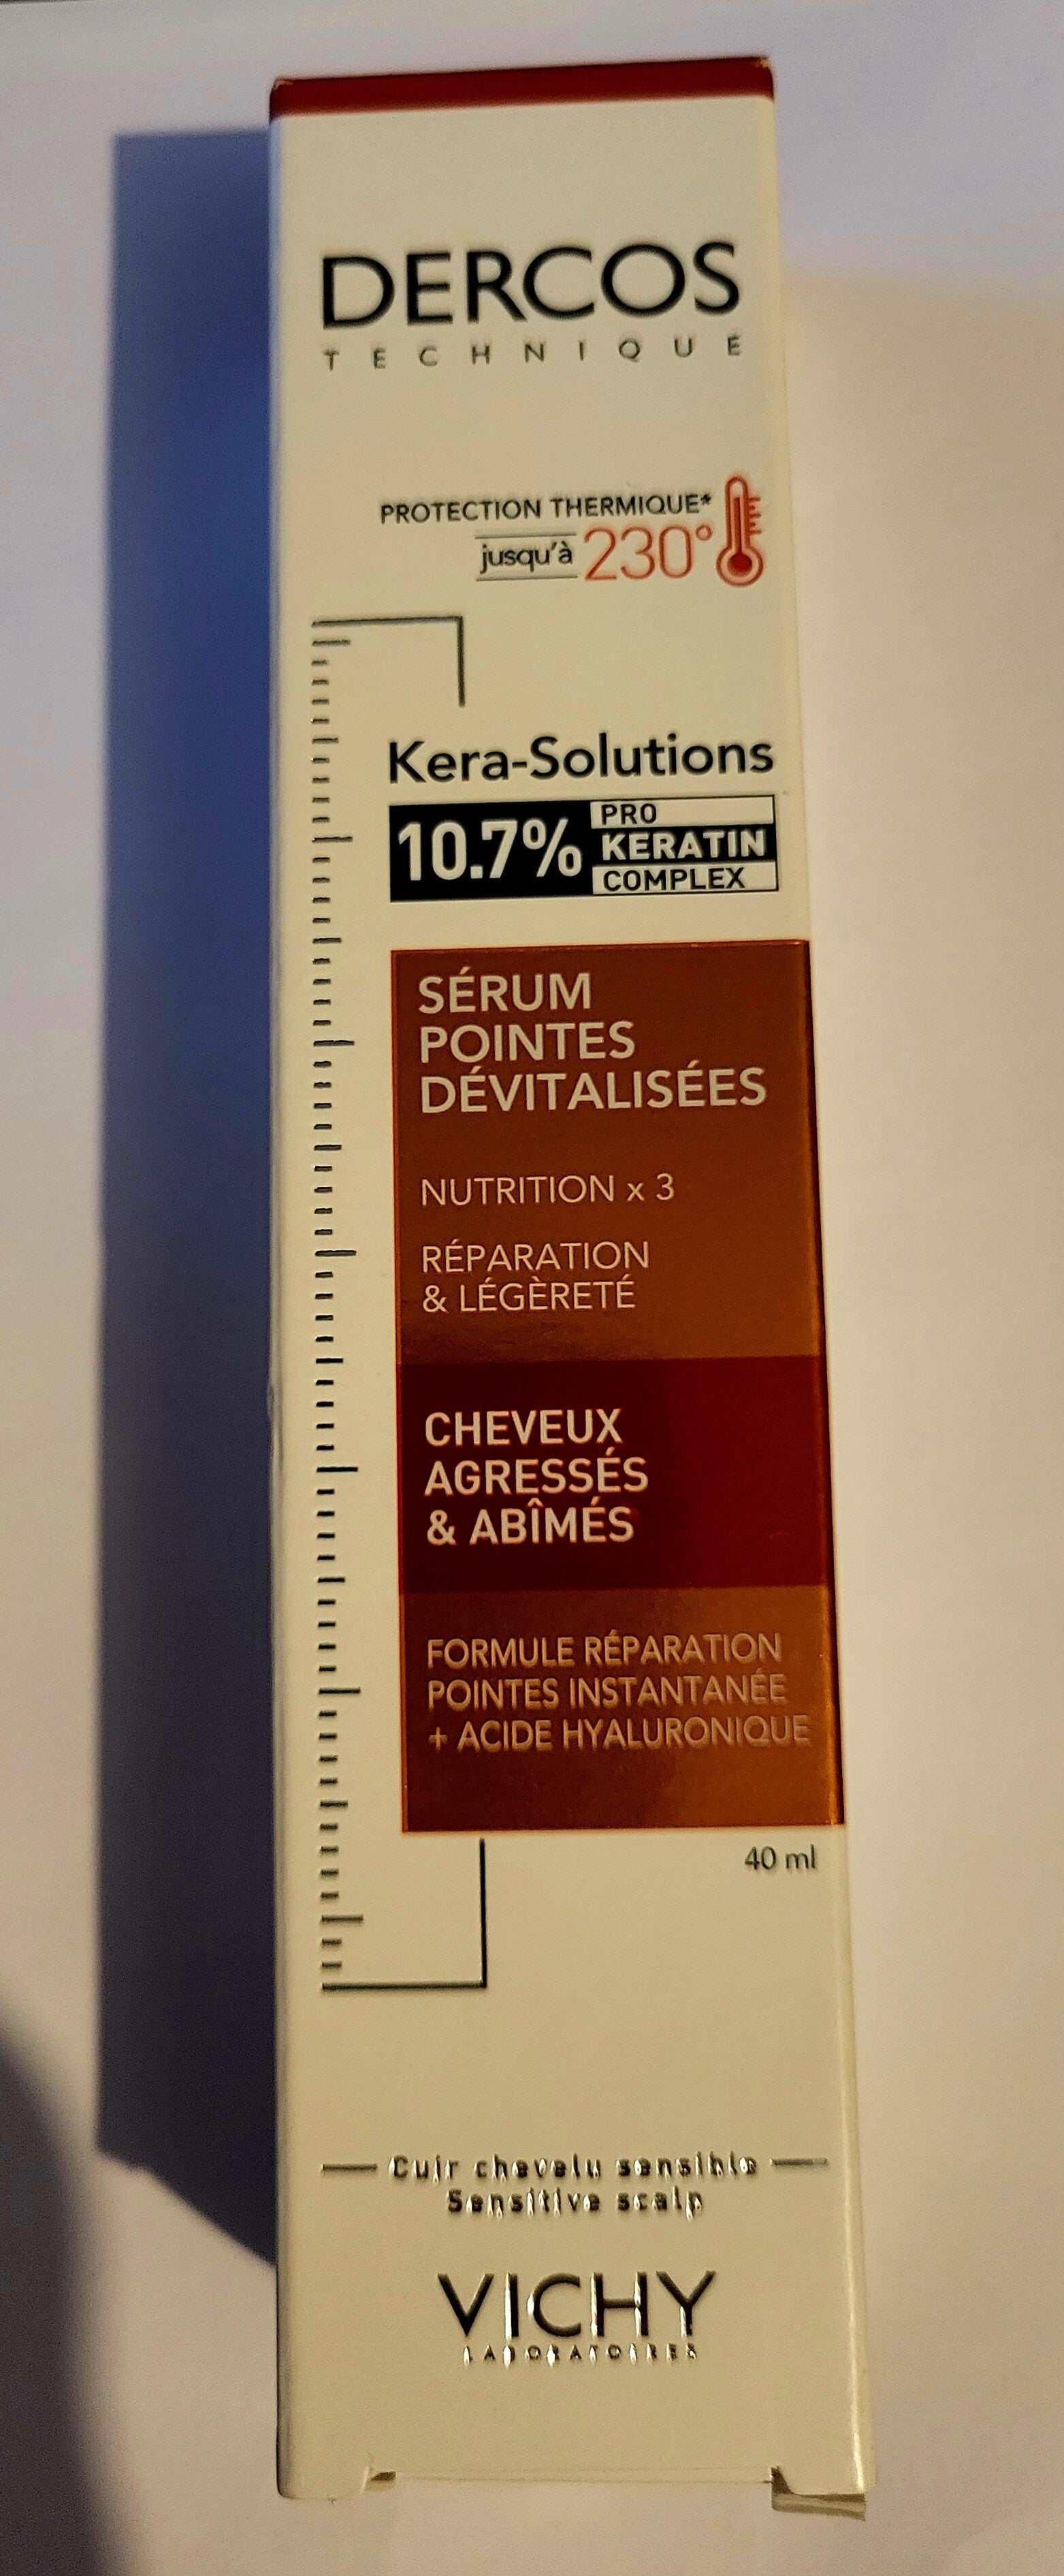 DERCOS
TECHNIQUE
PROTECTION THERMIQUE*
jusqu'à 230°
Kera-Solutions
10.7% PRO
KERATIN
COMPLEX
SÉRUM
POINTES
DÉVITALISÉES
NUTRITION x 3
RÉPARATION
& LÉGÈRETÉ
CHEVEUX
AGRESSÉS
& ABÎMÉS
FORMULE RÉPARATION
POINTES INSTANTANÉE
+ ACIDE HYALURONIQUE
40 ml
Cuir chevelu sensible
Sensitive scalp
VICHY
LABORATOIRES